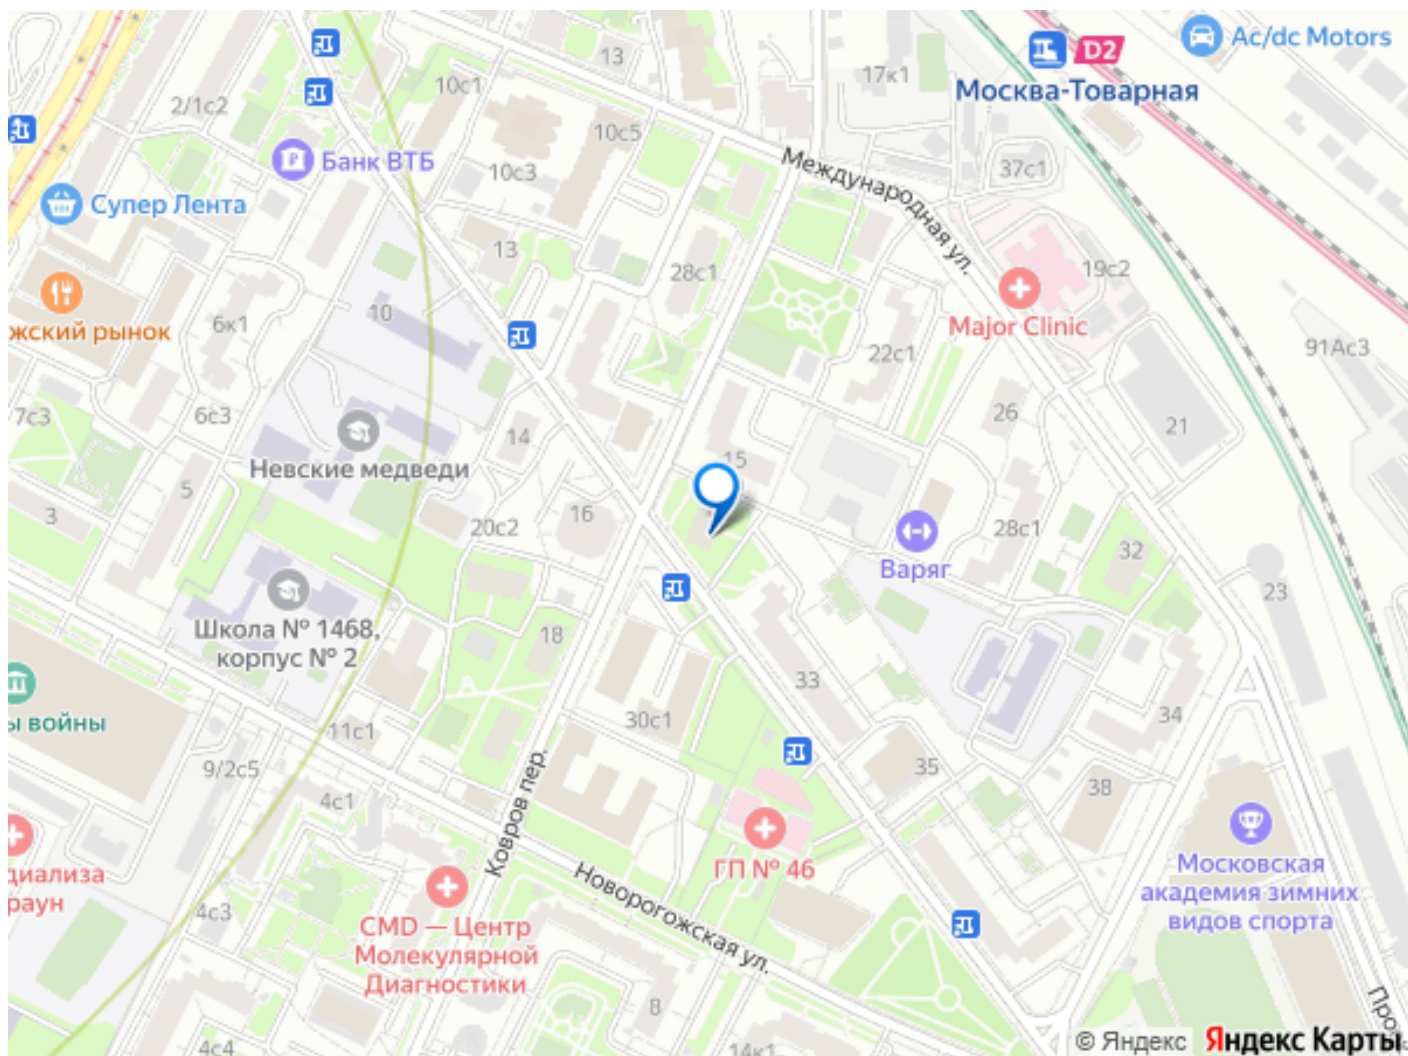 Ac/dc Motors
D2
Москва-Товарная
13
17к1
10с1
2/1с2
10с5
Банк ВТБ
10с3
37с1
Международная ул.
Супер Лента
13
28с1
19с2
10
6к1
Major Clinic
жский рынок
22с1
91Ас3
7с3
6с3
26
21
14
Невские медведи
15
5
3
20с2
16
28с1
32
Варяг
23
Школа № 1468,
корпус № 2
18
33
ы войны
11с1
30с1
34
9/2с5
35
38
4с1
Ковров пер.
ГП № 46
Московская
академия зимних
видов спорта
диализа
раун
Новорогожская ул.
4с3
CMD — Центр
Молекулярной
Диагностики
8
14к1
4с4
Про
© Яндекс
Яндекс Карты